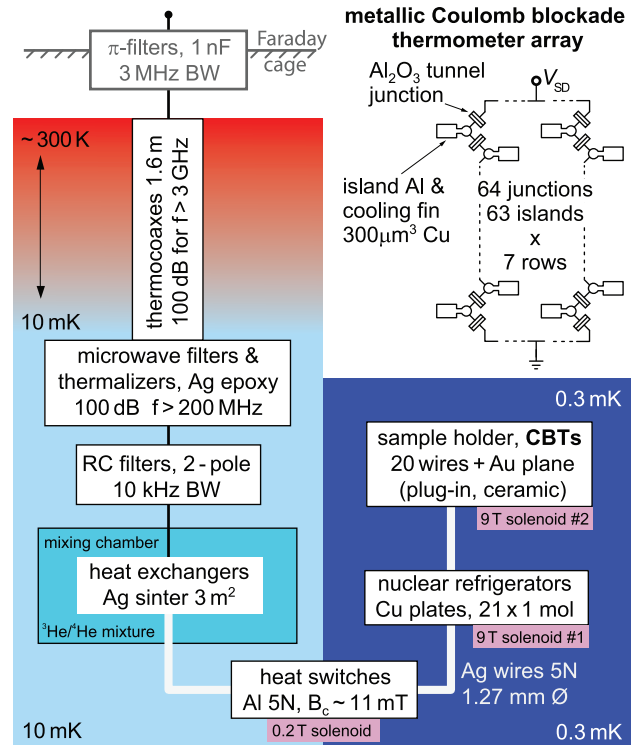 π-filters, 1 nF
3 MHz BW
Faraday
cage
~ 300 K
10 mK
thermocoaxes 1.6 m
100 dB for f > 3 GHz
microwave filters &
thermalizers, Ag epoxy
100 dB f > 200 MHz
RC filters, 2 - pole
10 kHz BW
mixing chamber
heat exchangers
Ag sinter 3 m²
³He/⁴He mixture
heat switches
Al 5N, B_c ~ 11 mT
0.2 T solenoid
10 mK
metallic Coulomb blockade
thermometer array
Al₂O₃ tunnel
junction
V_SD
island Al &
cooling fin
300µm³ Cu
64 junctions
63 islands
x
7 rows
0.3 mK
sample holder, CBTs
20 wires + Au plane
(plug-in, ceramic)
9 T solenoid #2
nuclear refrigerators
Cu plates, 21 x 1 mol
9 T solenoid #1
Ag wires 5N
1.27 mm Ø
0.3 mK